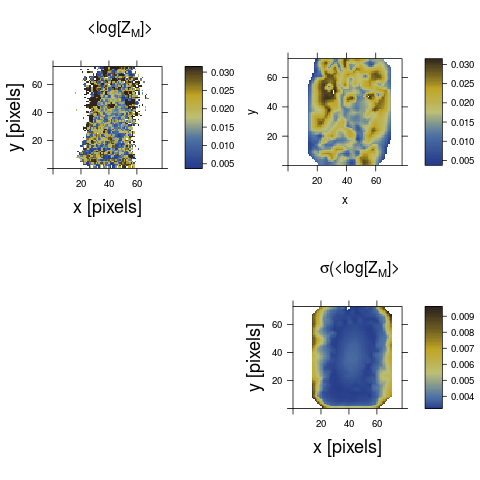 <log[Z_M]>
0.030
0.025
0.020
0.015
0.010
0.005
60
40
20
20 40 60
y [pixels]
x [pixels]
0.030
0.025
0.020
0.015
0.010
0.005
60
40
20
20 40 60
y
x
σ(<log[Z_M]>
0.009
0.008
0.007
0.006
0.005
0.004
60
40
20
20 40 60
y [pixels]
x [pixels]